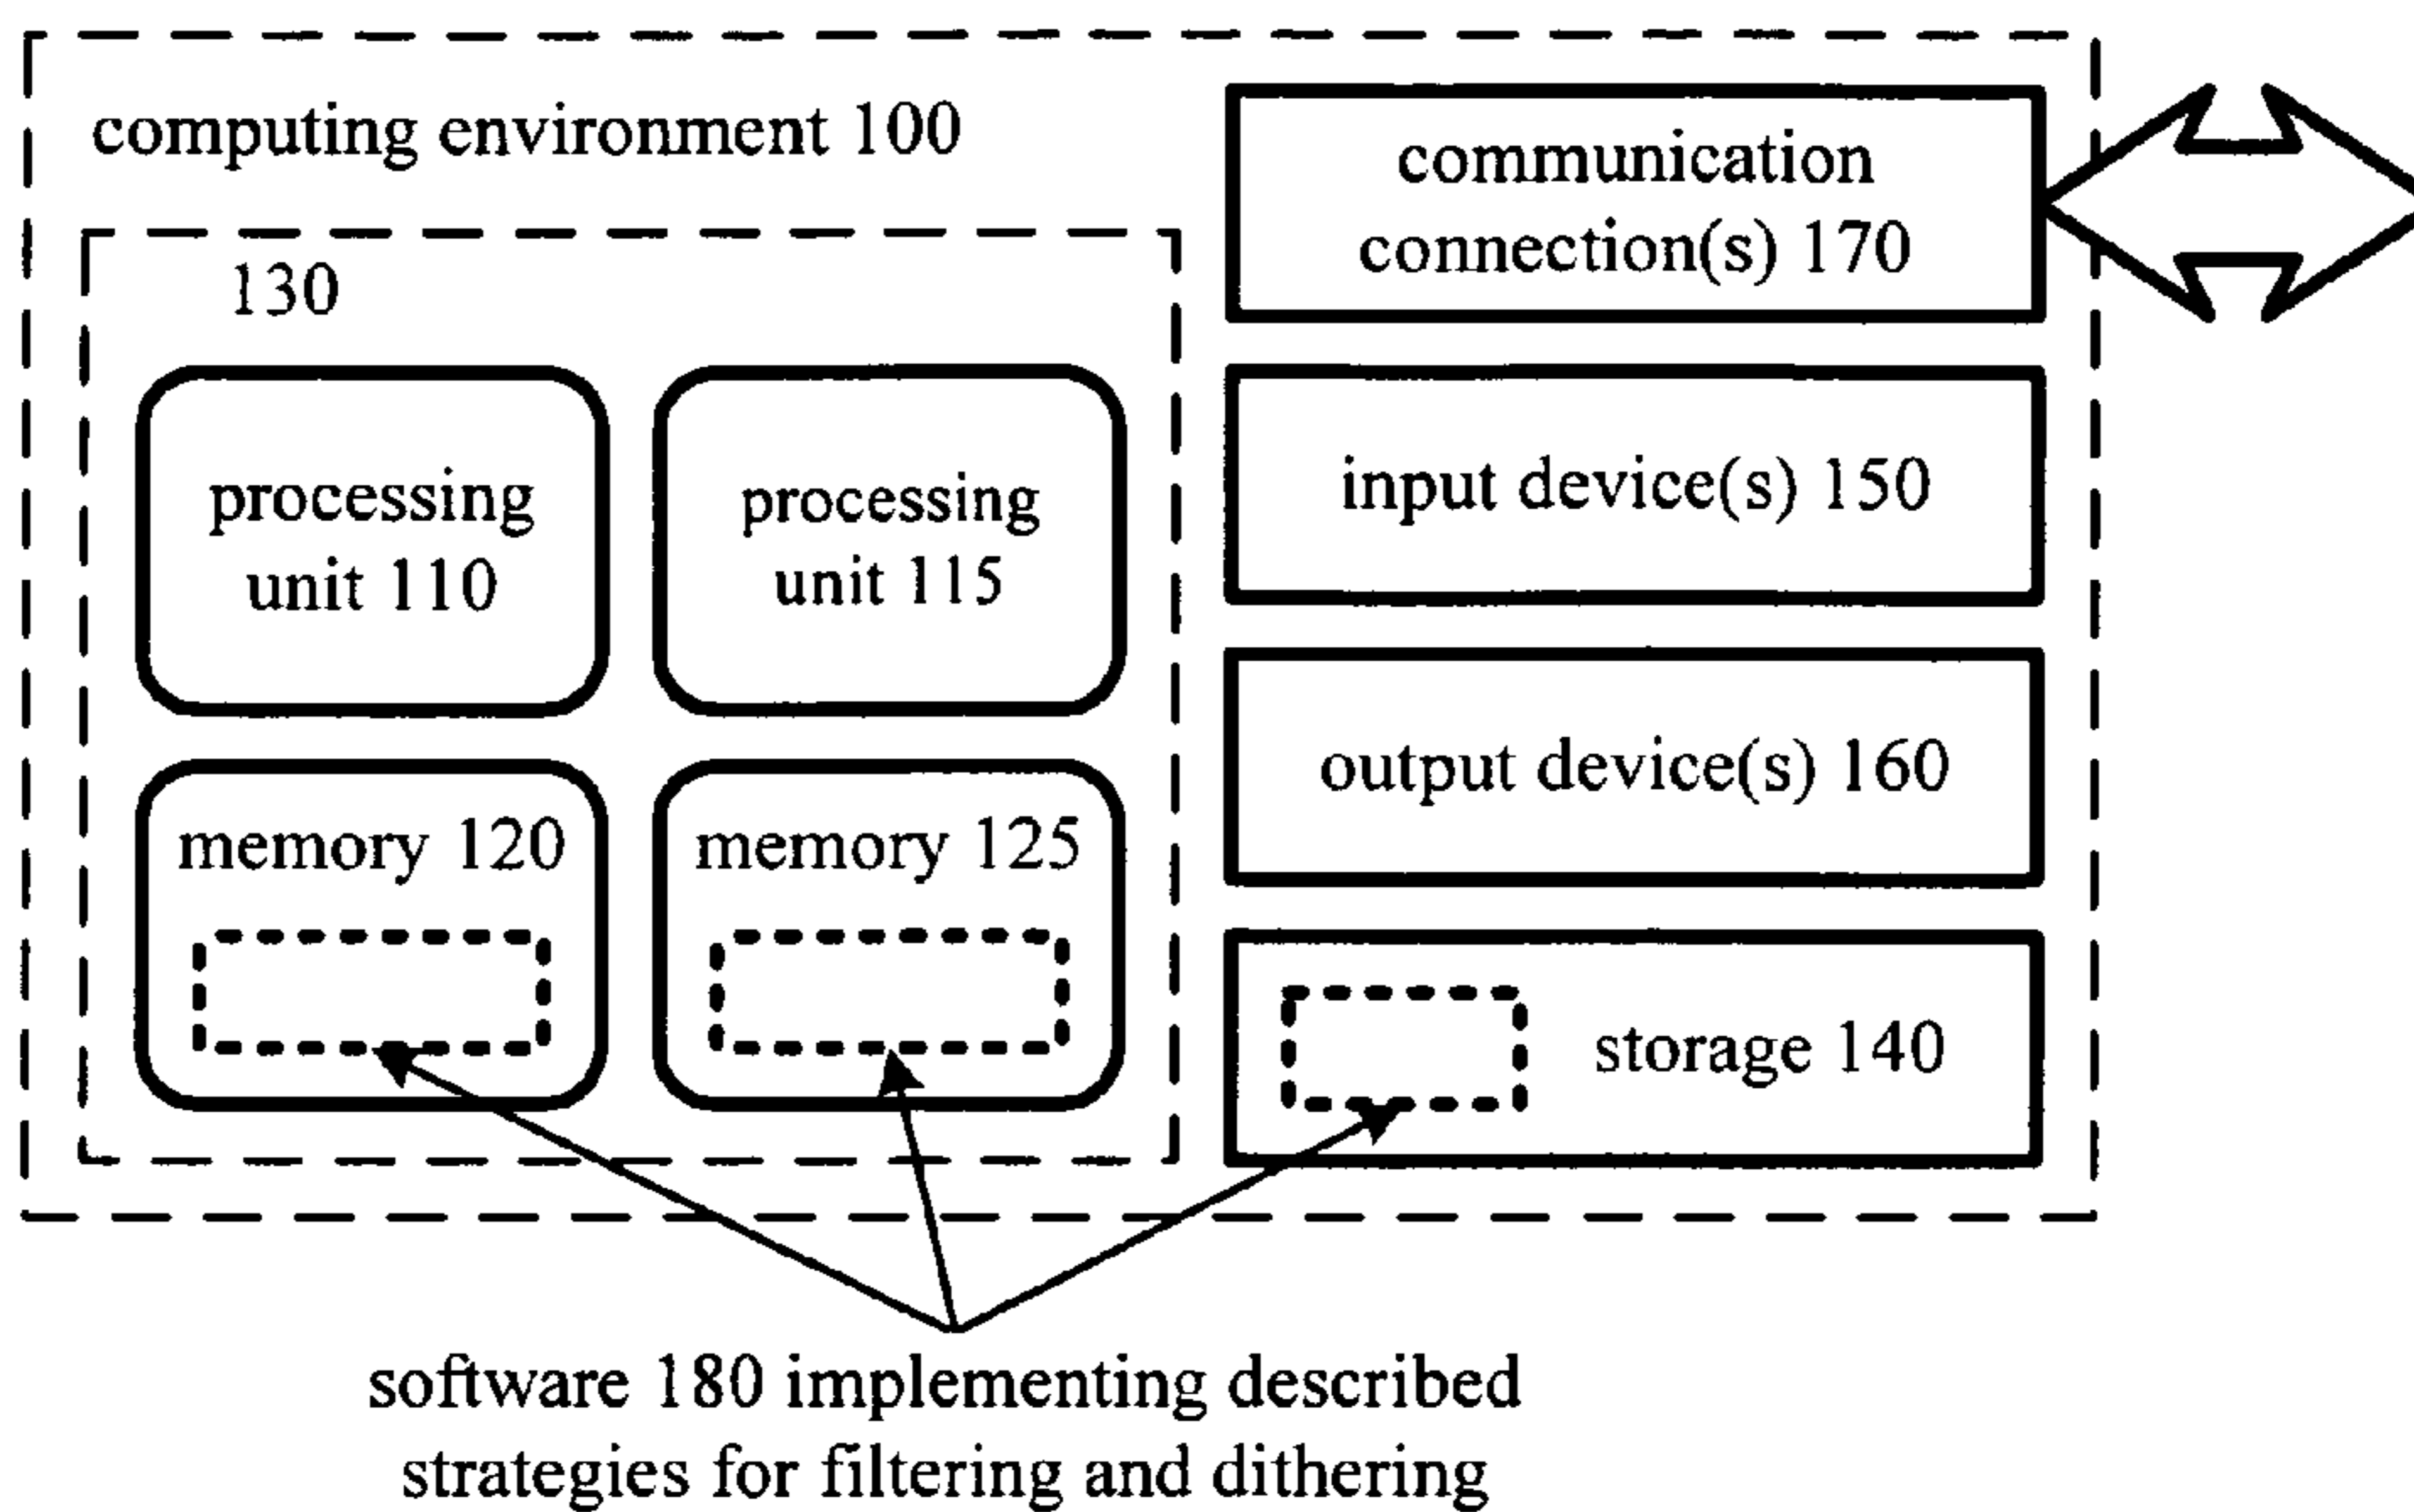 computing environment 100
130
processing
unit 110
processing
unit 115
memory 120
memory 125
communication
connection(s) 170
input device(s) 150
output device(s) 160
storage 140
software 180 implementing described
strategies for filtering and dithering